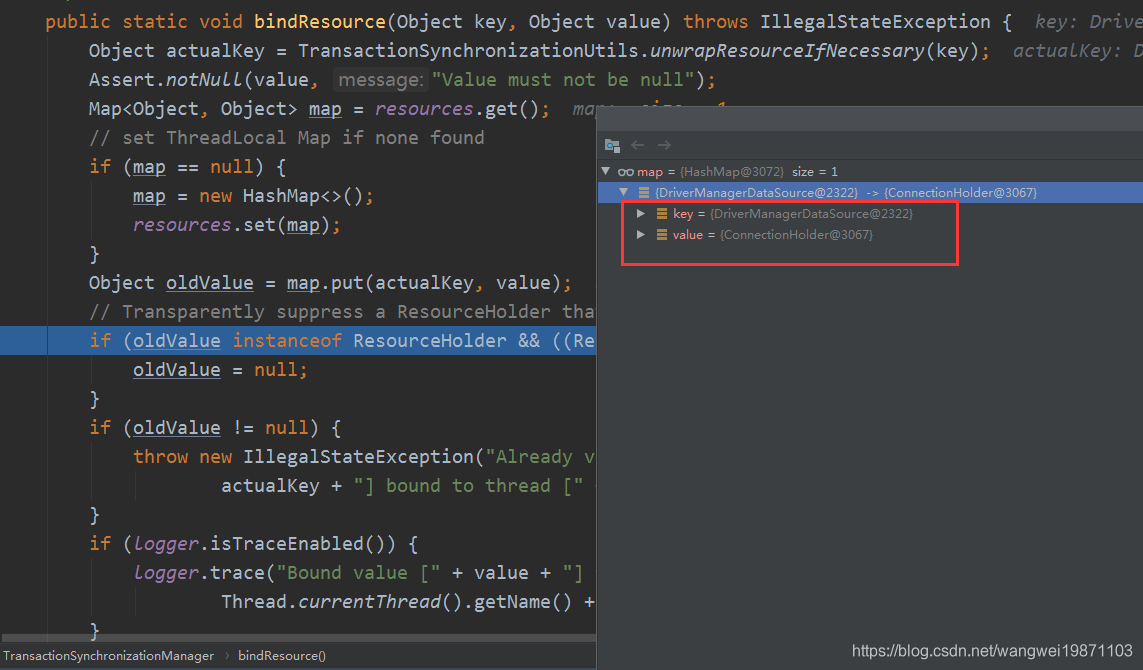 public static void bindResource(Object key, Object value) throws IllegalStateException { key: Drive
Object actualKey = TransactionSynchronizationUtils.unwrapResourceIfNecessary(key); actualKey: D
Assert.notNull(value, message: "Value must not be null");
Map<Object, Object> map = resources.get(); map: size = 1
// set ThreadLocal Map if none found
if (map == null) {
map = new HashMap<>();
resources.set(map);
}
Object oldValue = map.put(actualKey, value);
// Transparently suppress a ResourceHolder tha
if (oldValue instanceof ResourceHolder && ((Re
oldValue = null;
}
if (oldValue != null) {
throw new IllegalStateException("Already v
actualKey + "] bound to thread ["
}
if (logger.isTraceEnabled()) {
logger.trace("Bound value [" + value + "]
Thread.currentThread().getName() +
}
map = {HashMap@3072} size = 1
{DriverManagerDataSource@2322} -> {ConnectionHolder@3067}
key = {DriverManagerDataSource@2322}
value = {ConnectionHolder@3067}
TransactionSynchronizationManager › bindResource()
https://blog.csdn.net/wangwei19871103